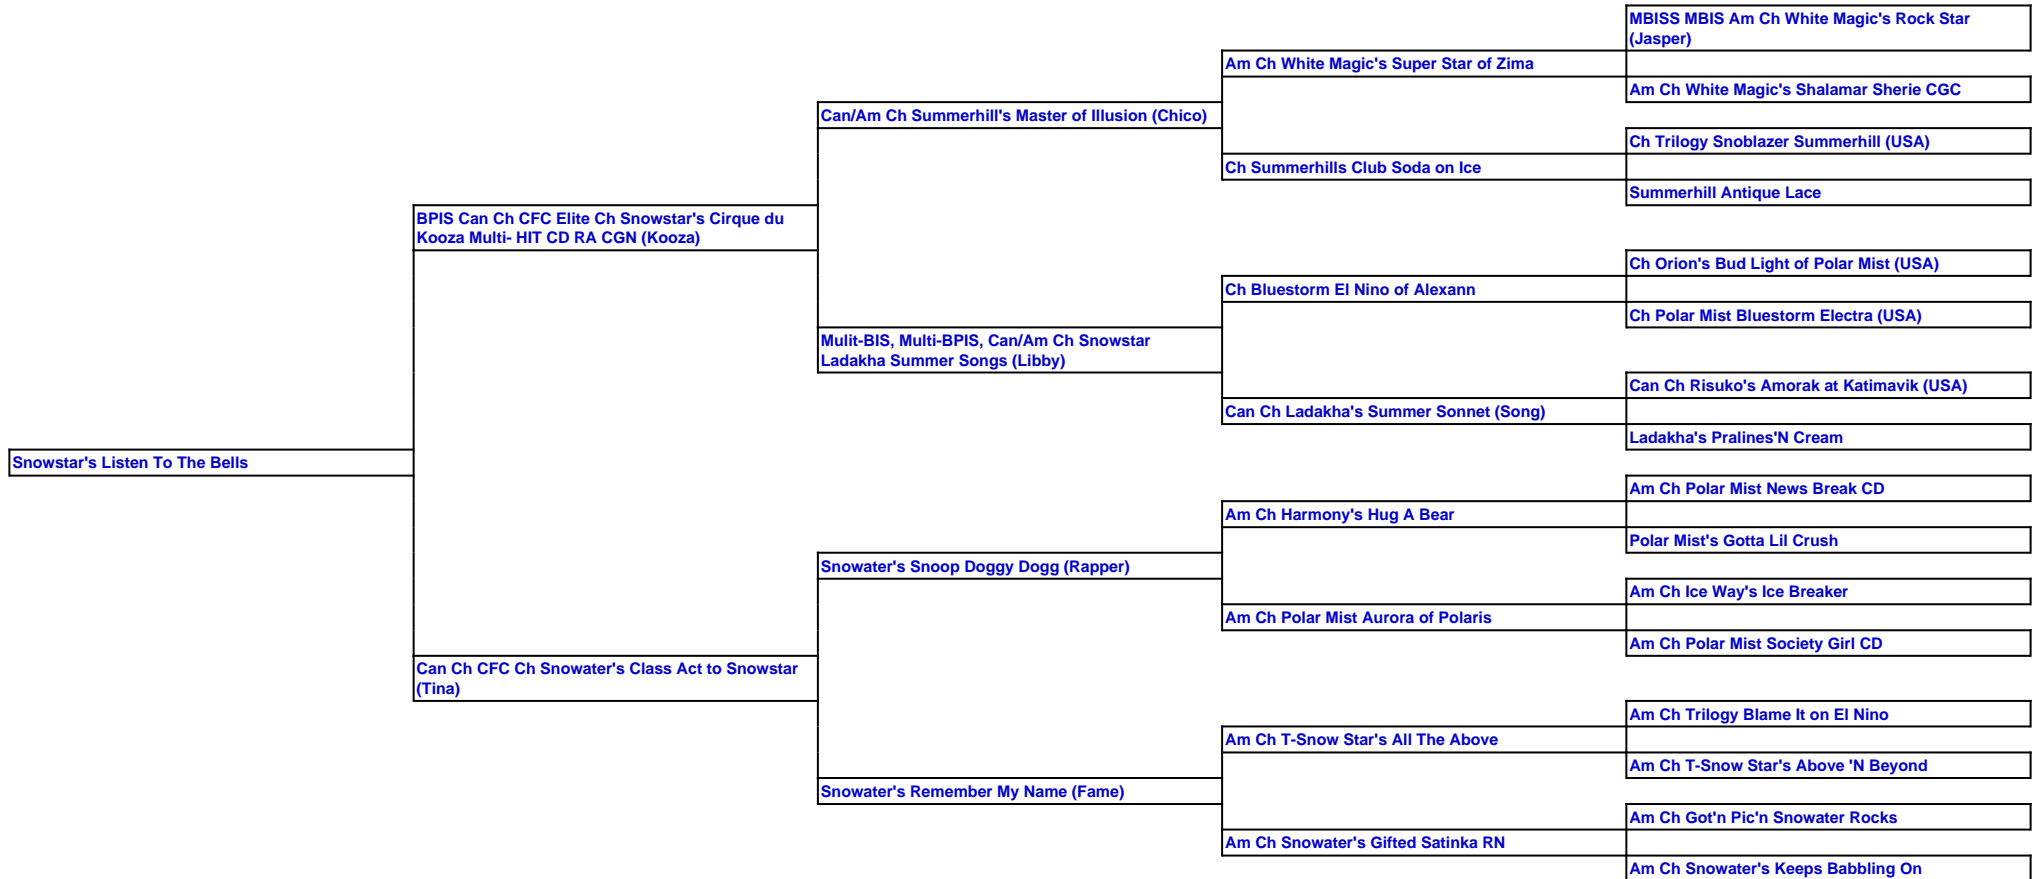 MBISS MBIS Am Ch White Magic's Rock Star
(Jasper)
Am Ch White Magic's Super Star of Zima
Am Ch White Magic's Shalamar Sherie CGC
Can/Am Ch Summerhill's Master of Illusion (Chico)
Ch Trilogy Snoblazer Summerhill (USA)
Ch Summerhills Club Soda on Ice
Summerhill Antique Lace
BPIS Can Ch CFC Elite Ch Snowstar's Cirque du
Kooza Multi- HIT CD RA CGN (Kooza)
Ch Orion's Bud Light of Polar Mist (USA)
Ch Bluestorm El Nino of Alexann
Ch Polar Mist Bluestorm Electra (USA)
Mulit-BIS, Multi-BPIS, Can/Am Ch Snowstar
Ladakha Summer Songs (Libby)
Can Ch Risuko's Amorak at Katimavik (USA)
Can Ch Ladakha's Summer Sonnet (Song)
Ladakha's Pralines'N Cream
Snowstar's Listen To The Bells
Am Ch Polar Mist News Break CD
Am Ch Harmony's Hug A Bear
Polar Mist's Gotta Lil Crush
Snowater's Snoop Doggy Dogg (Rapper)
Am Ch Ice Way's Ice Breaker
Am Ch Polar Mist Aurora of Polaris
Am Ch Polar Mist Society Girl CD
Can Ch CFC Ch Snowater's Class Act to Snowstar
(Tina)
Am Ch Trilogy Blame It on El Nino
Am Ch T-Snow Star's All The Above
Am Ch T-Snow Star's Above 'N Beyond
Snowater's Remember My Name (Fame)
Am Ch Got'n Pic'n Snowater Rocks
Am Ch Snowater's Gifted Satinka RN
Am Ch Snowater's Keeps Babbling On